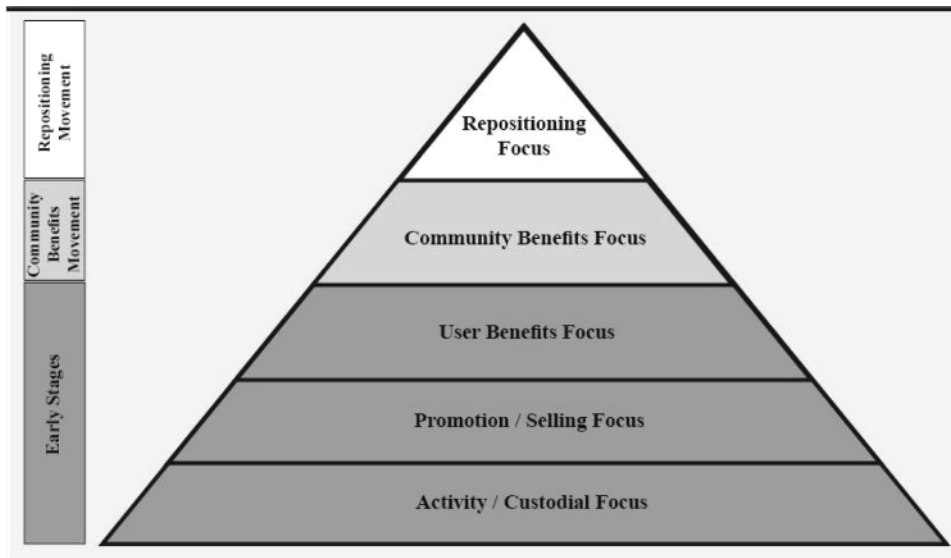 Repositioning
Movement
Community
Benefits
Movement
Early Stages
Repositioning
Focus
Community Benefits Focus
User Benefits Focus
Promotion / Selling Focus
Activity / Custodial Focus